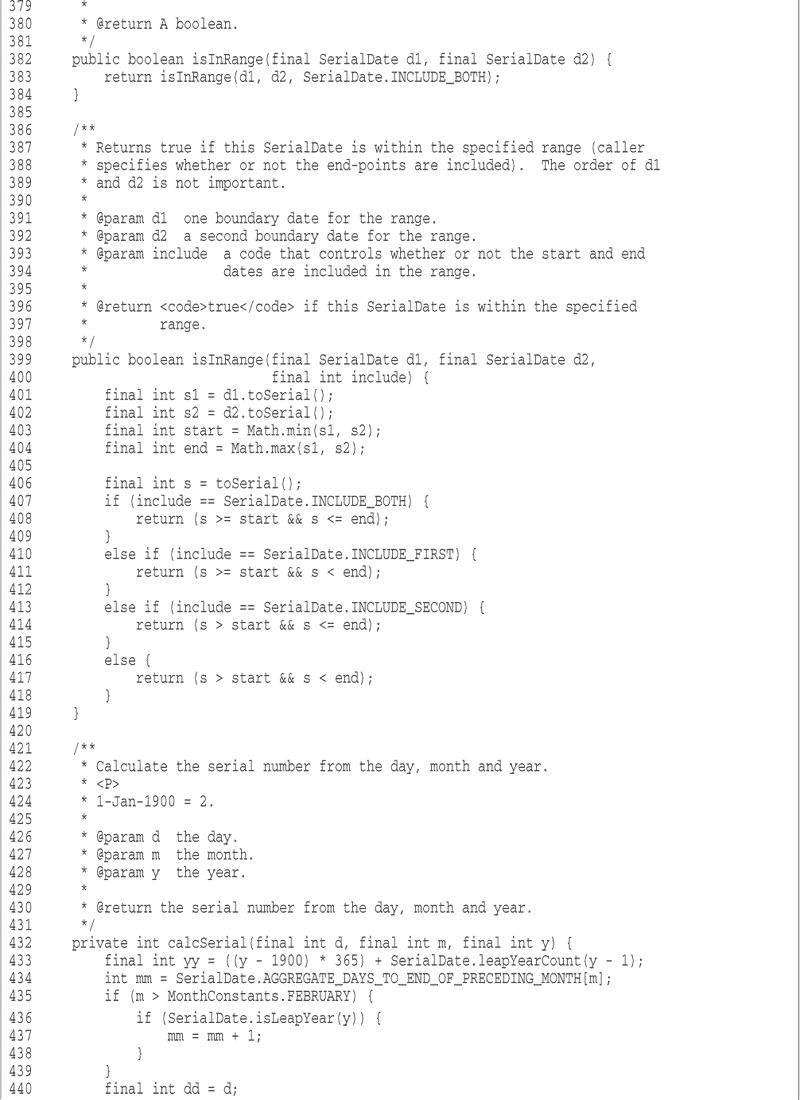 379          *
380          * @return A boolean.
381          */
382         public boolean isInRange(final SerialDate d1, final SerialDate d2) {
383             return isInRange(d1, d2, SerialDate.INCLUDE_BOTH);
384         }
385
386         /**
387          * Returns true if this SerialDate is within the specified range (caller
388          * specifies whether or not the end-points are included).  The order of d1
389          * and d2 is not important.
390          *
391          * @param d1  one boundary date for the range.
392          * @param d2  a second boundary date for the range.
393          * @param include  a code that controls whether or not the start and end
394          *                 dates are included in the range.
395          *
396          * @return <code>true</code> if this SerialDate is within the specified
397          *         range.
398          */
399         public boolean isInRange(final SerialDate d1, final SerialDate d2,
400                                  final int include) {
401             final int s1 = d1.toSerial();
402             final int s2 = d2.toSerial();
403             final int start = Math.min(s1, s2);
404             final int end = Math.max(s1, s2);
405
406             final int s = toSerial();
407             if (include == SerialDate.INCLUDE_BOTH) {
408                 return (s >= start && s <= end);
409             }
410             else if (include == SerialDate.INCLUDE_FIRST) {
411                 return (s >= start && s < end);
412             }
413             else if (include == SerialDate.INCLUDE_SECOND) {
414                 return (s > start && s <= end);
415             }
416             else {
417                 return (s > start && s < end);
418             }
419         }
420
421         /**
422          * Calculate the serial number from the day, month and year.
423          * <P>
424          * 1-Jan-1900 = 2.
425          *
426          * @param d  the day.
427          * @param m  the month.
428          * @param y  the year.
429          *
430          * @return the serial number from the day, month and year.
431          */
432         private int calcSerial(final int d, final int m, final int y) {
433             final int yy = ((y - 1900) * 365) + SerialDate.leapYearCount(y - 1);
434             int mm = SerialDate.AGGREGATE_DAYS_TO_END_OF_PRECEDING_MONTH[m];
435             if (m > MonthConstants.FEBRUARY) {
436                 if (SerialDate.isLeapYear(y)) {
437                     mm = mm + 1;
438                 }
439             }
440             final int dd = d;